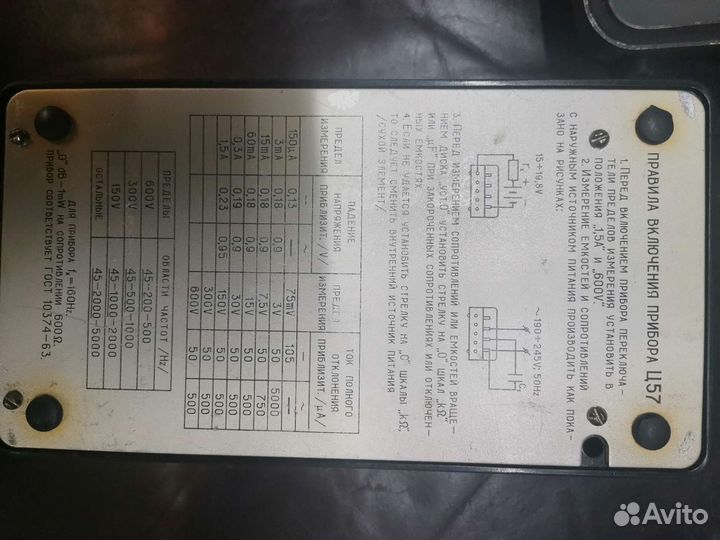 ПРАВИЛА ВКЛЮЧЕНИЯ ПРИБОРА Ц57
1. ПЕРЕД ВКЛЮЧЕНИЕМ ПРИБОРА ПЕРЕКЛЮЧА–
ТЕЛИ ПРЕДЕЛОВ ИЗМЕРЕНИЯ УСТАНОВИТЬ В
ПОЛОЖЕНИЯ „1,5А" И „600V".
2. ИЗМЕРЕНИЕ ЕМКОСТЕЙ И СОПРОТИВЛЕНИЙ
С НАРУЖНЫМ ИСТОЧНИКОМ ПИТАНИЯ ПРОИЗВОДИТЬ КАК ПОКА–
ЗАНО НА РИСУНКАХ:
15÷19,8V
~190÷245V; 50Hz
rₓ
Cₓ
3. ПЕРЕД ИЗМЕРЕНИЕМ СОПРОТИВЛЕНИЙ ИЛИ ЕМКОСТЕЙ ВРАЩЕ–
НИЕМ ДИСКА „УСТ.0" УСТАНОВИТЬ СТРЕЛКУ НА „0" ШКАЛ „kΩ"
ИЛИ „μF" ПРИ ЗАКОРОЧЕННЫХ СОПРОТИВЛЕНИЯХ ИЛИ ОТКЛЮЧЕН–
НЫХ ЕМКОСТЯХ.
4. ЕСЛИ НЕ УДАЕТСЯ УСТАНОВИТЬ СТРЕЛКУ НА „0" ШКАЛЫ „kΩ",
ТО СЛЕДУЕТ СМЕНИТЬ ВНУТРЕННИЙ ИСТОЧНИК ПИТАНИЯ
/СУХОЙ ЭЛЕМЕНТ/
ПРЕДЕЛ ИЗМЕРЕНИЯ ПАДЕНИЕ НАПРЯЖЕНИЯ ПРИБЛИЗИТ. /V/ ПРЕДЕЛ ИЗМЕРЕНИЯ ТОК ПОЛНОГО ОТКЛОНЕНИЯ ПРИБЛИЗИТ. /μА/
– ~ – ~
150μA 0,13 — 75mV 105 —
3mA 0,18 0,9 3V 50 5000
15mA 0,18 0,9 7,5V 50 750
60mA 0,18 0,9 15V 50 500
0,3A 0,19 0,9 30V 50 500
1,5A 0,23 0,95 150V 50 500
300V 50 500
600V 50 500
ПРЕДЕЛЫ ОБЛАСТИ ЧАСТОТ /Hz/
600V 45–200–500
300V 45–500–1000
150V 45–1000–2000
ОСТАЛЬНЫЕ 45–2000–5000
ДЛЯ ПРИБОРА fₙ=160Hz/
„0" dB–1mW НА СОПРОТИВЛЕНИИ 600Ω.
ПРИБОР СООТВЕТСТВУЕТ ГОСТ 10374–63.
Avito